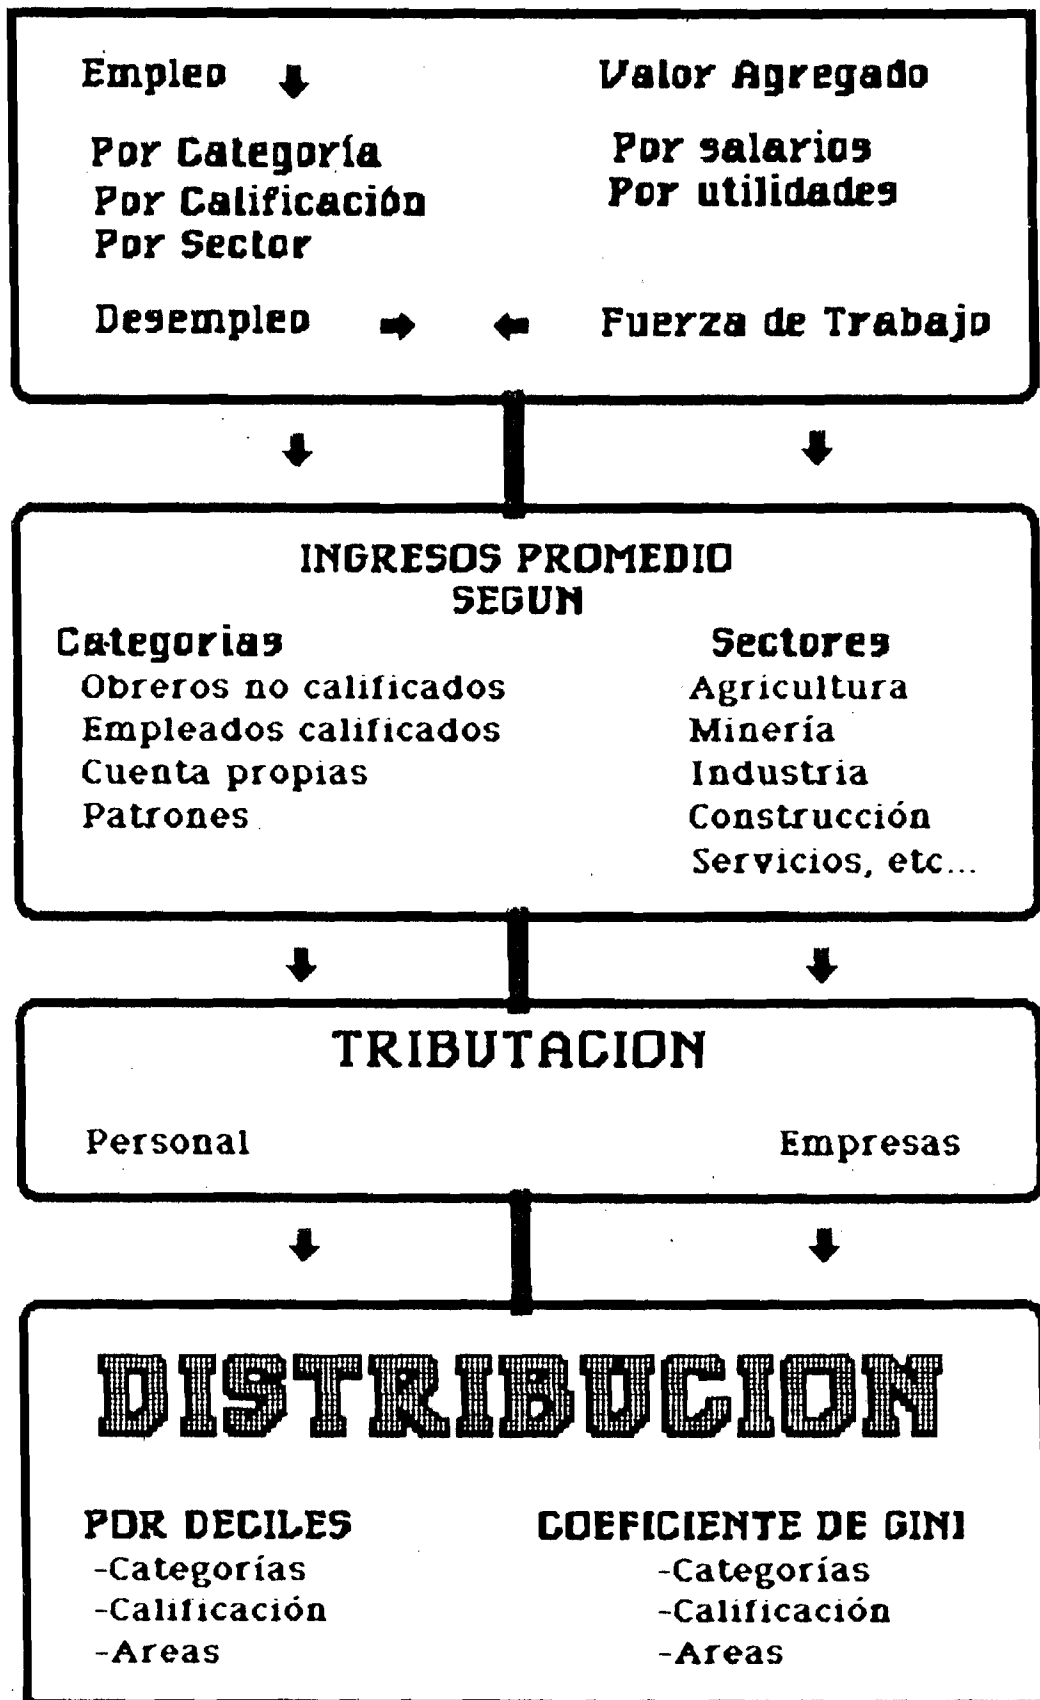 Empleo
Por Categoría
Por Calificación
Por Sector
Desempleo
Valor Agregado
Por salarios
Por utilidades
Fuerza de Trabajo
INGRESOS PROMEDIO
SEGUN
Categorias
Obreros no calificados
Empleados calificados
Cuenta propias
Patrones
Sectores
Agricultura
Minería
Industria
Construcción
Servicios, etc...
TRIBUTACION
Personal
Empresas
DISTRIBUCION
POR DECILES
-Categorías
-Calificación
-Areas
COEFICIENTE DE GINI
-Categorías
-Calificación
-Areas